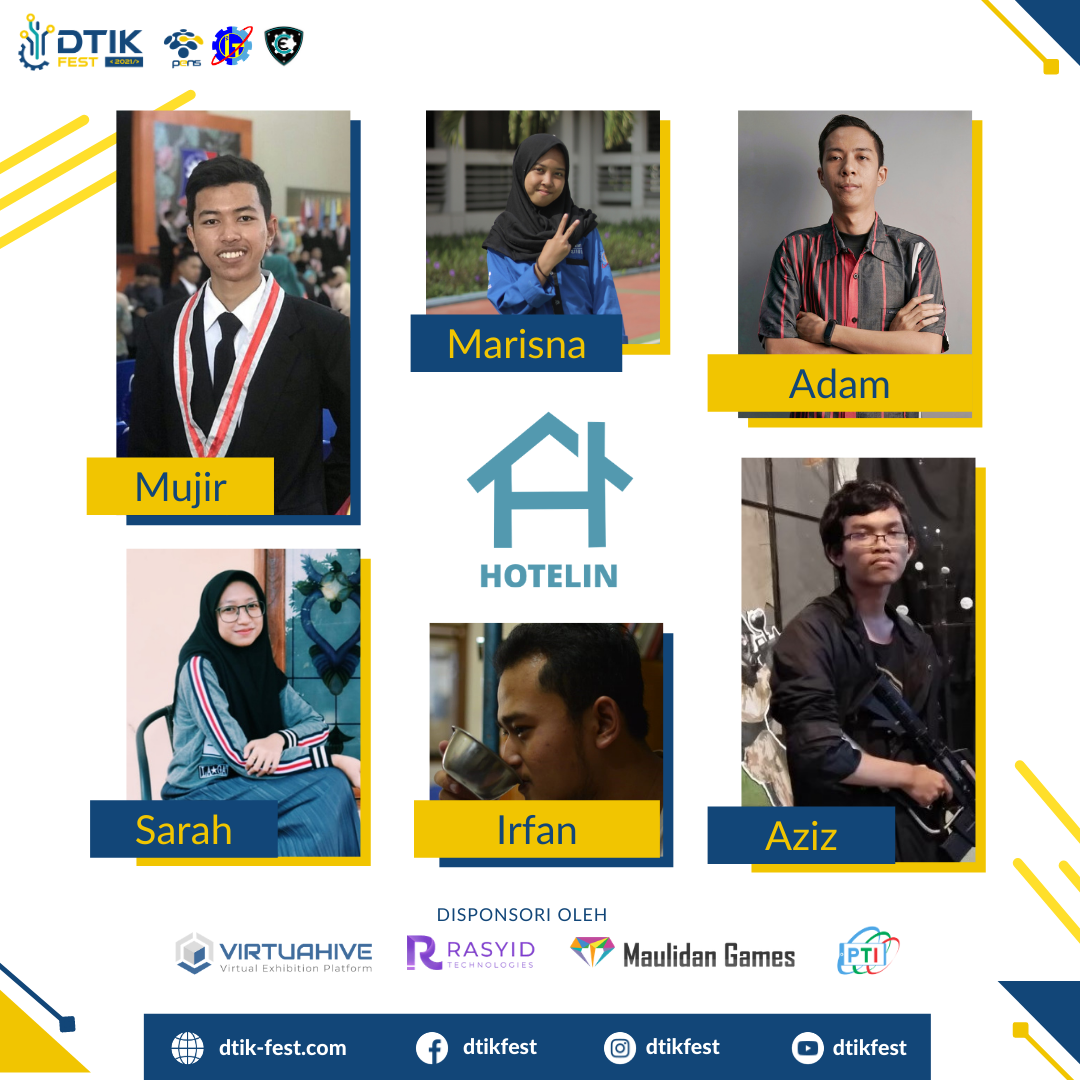 DTIK
FEST <2021/>
pens
IT
E
Marisna
Adam
Mujir
HOTELIN
Sarah
Irfan
Aziz
DISPONSORI OLEH
VIRTUAHIVE
Virtual Exhibition Platform
RASYID
TECHNOLOGIES
Maulidan Games
PTI
dtik-fest.com
dtikfest
dtikfest
dtikfest